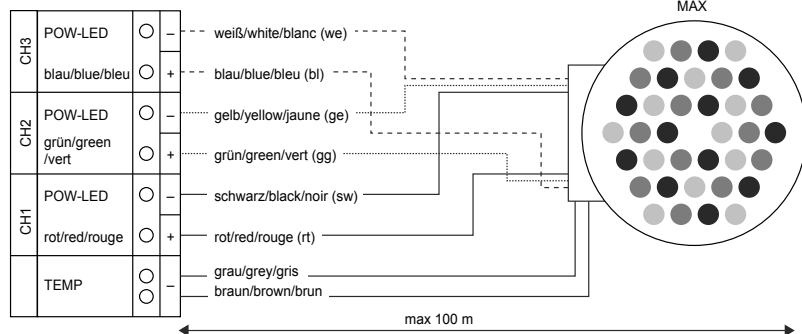 MAX
CH3
POW-LED
–
weiß/white/blanc (we)
blau/blue/bleu
+
blau/blue/bleu (bl)
CH2
POW-LED
–
gelb/yellow/jaune (ge)
grün/green
/vert
+
grün/green/vert (gg)
CH1
POW-LED
–
schwarz/black/noir (sw)
rot/red/rouge
+
rot/red/rouge (rt)
TEMP
–
grau/grey/gris
braun/brown/brun
max 100 m